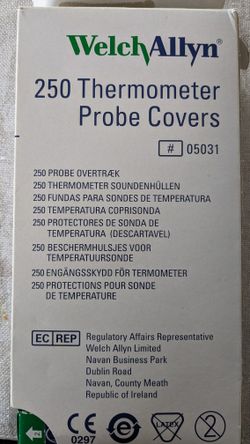 WelchAllyn®
250 Thermometer
Probe Covers
# 05031
250 PROBE OVERTRÆK
250 THERMOMETER SOUNDENHÜLLEN
250 FUNDAS PARA SONDES DE TEMPERATURA
250 TEMPERATURA COPRISONDA
250 PROTECTORES DE SONDA DE
TEMPERATURA (DESCARTAVEL)
250 BESCHERMHULSJES VOOR
TEMPERATUURSONDE
250 ENGÅNGSSKYDD FÖR TERMOMETER
250 PROTECTIONS POUR SONDE
DE TEMPERATURE
EC REP
Regulatory Affairs Representative
Welch Allyn Limited
Navan Business Park
Dublin Road
Navan, County Meath
Republic of Ireland
CE
0297
LATEX
2